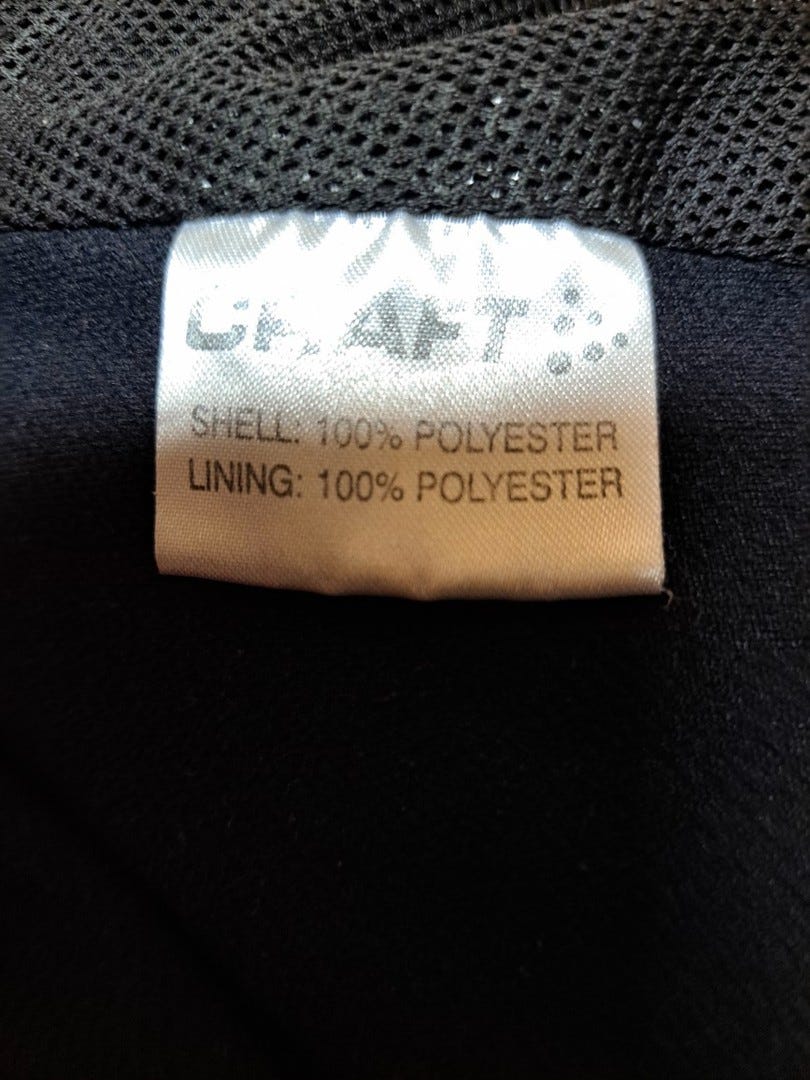 CRAFT
SHELL: 100% POLYESTER
LINING: 100% POLYESTER